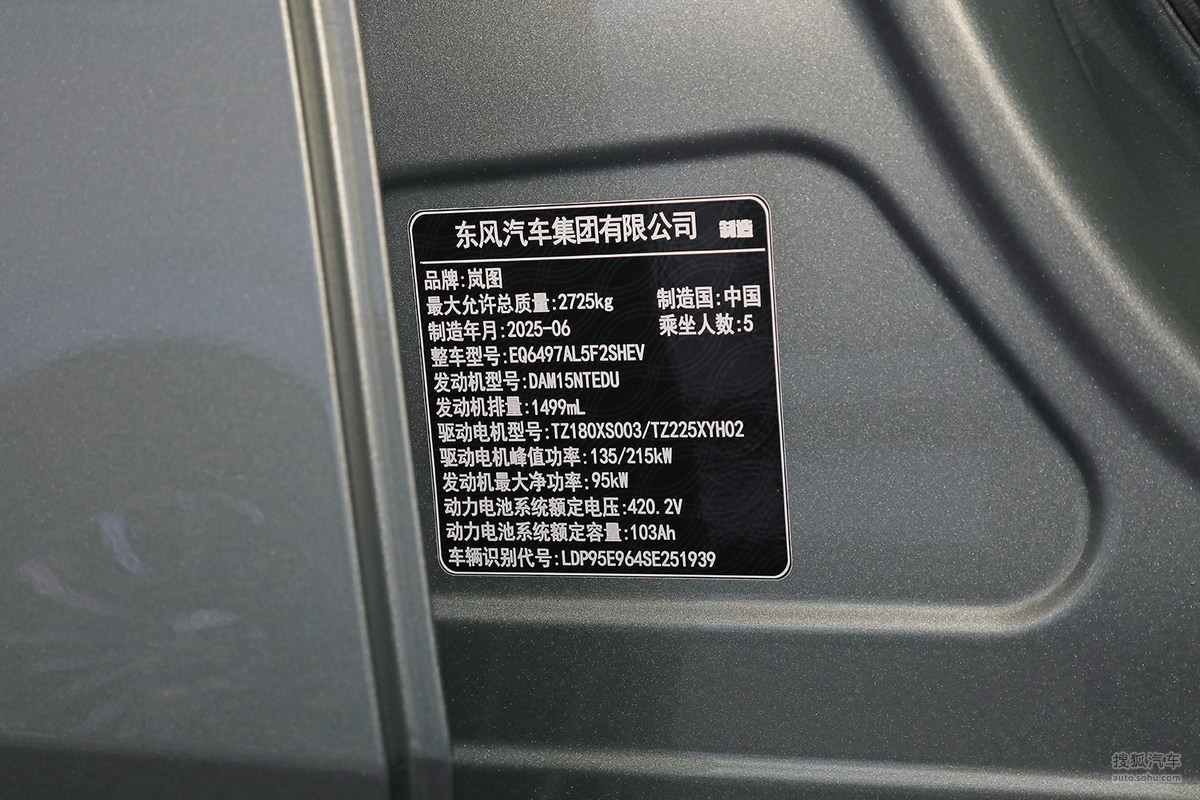 东风汽车集团有限公司 制造
品牌:岚图
最大允许总质量:2725kg 制造国:中国
制造年月:2025-06 乘坐人数:5
整车型号:EQ6497AL5F2SHEV
发动机型号:DAM15NTEDU
发动机排量:1499mL
驱动电机型号:TZ180XS003/TZ225XYH02
驱动电机峰值功率:135/215kW
发动机最大净功率:95kW
动力电池系统额定电压:420.2V
动力电池系统额定容量:103Ah
车辆识别代号:LDP95E964SE251939
搜狐汽车
auto.sohu.com